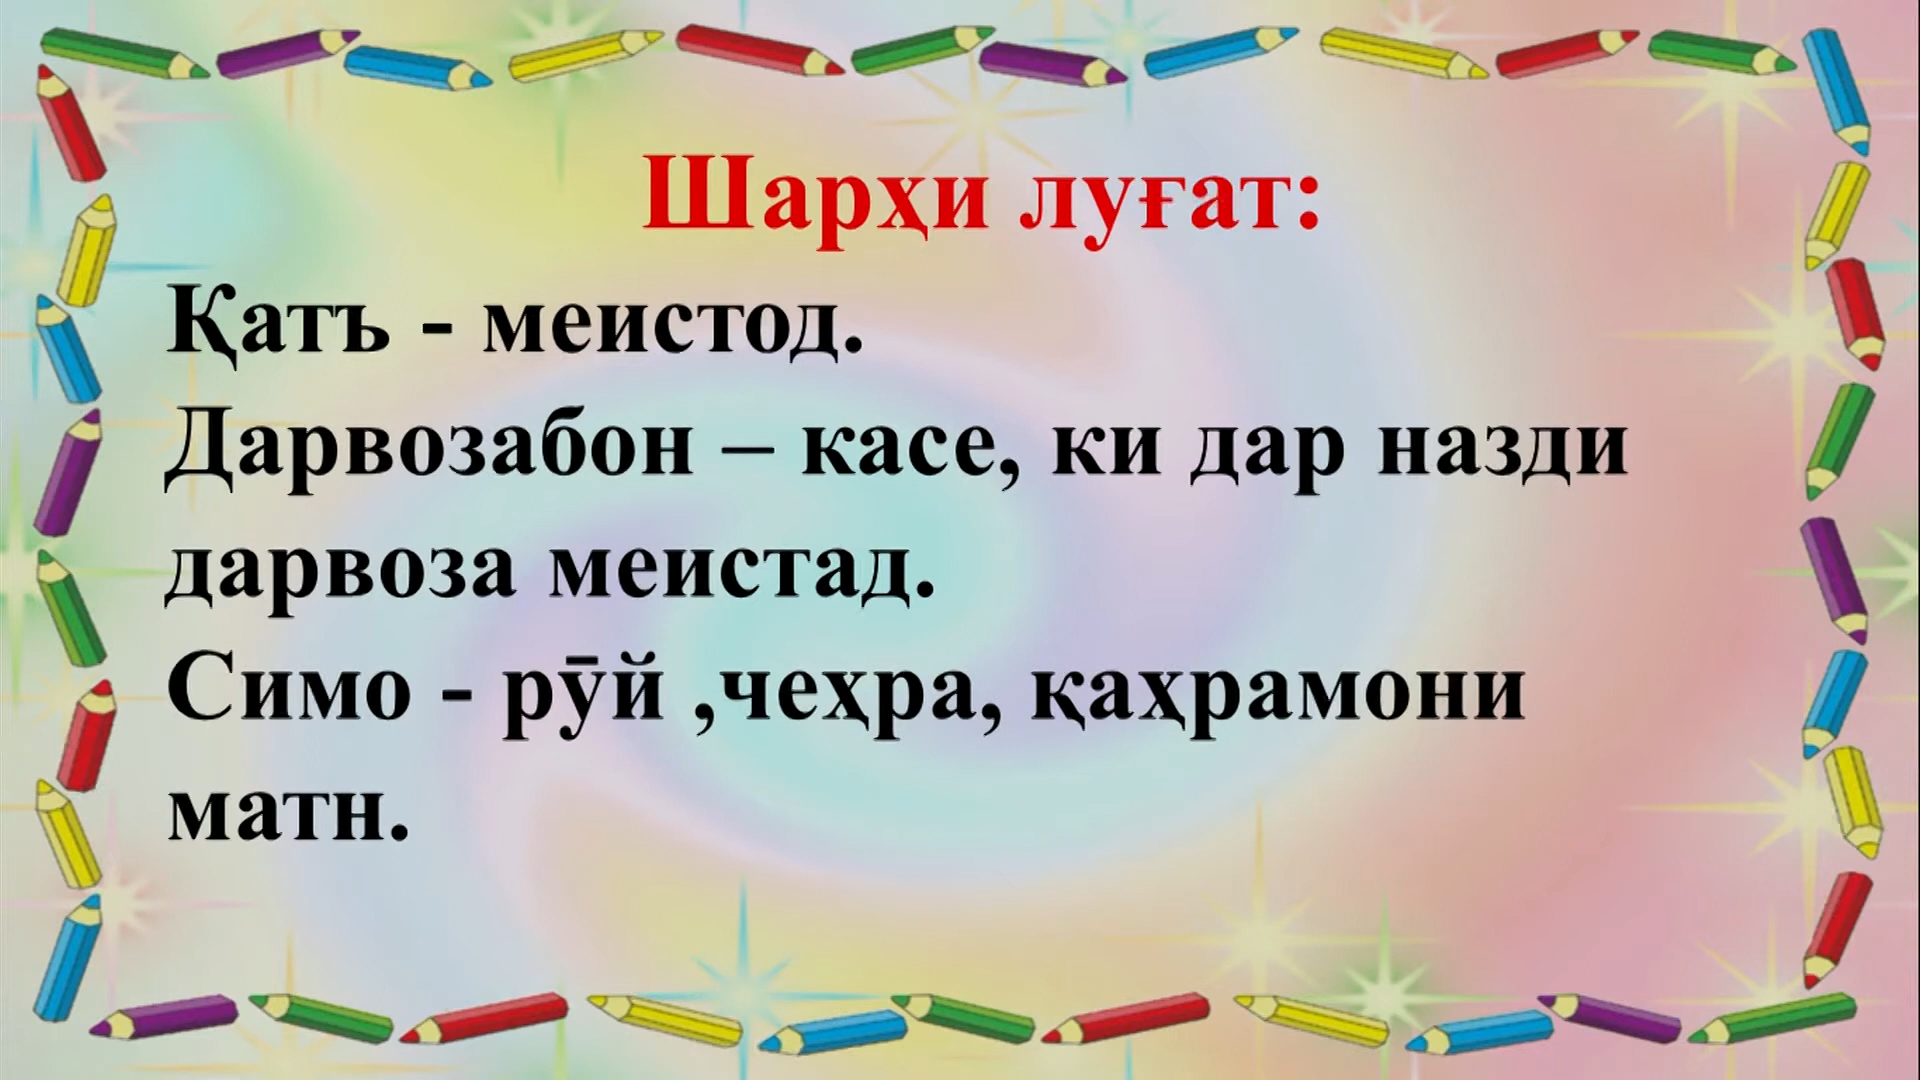 Шарҳи луғат:
Қатъ - меистод.
Дарвозабон – касе, ки дар назди
дарвоза меистад.
Симо - рӯй ,чеҳра, қаҳрамони
матн.